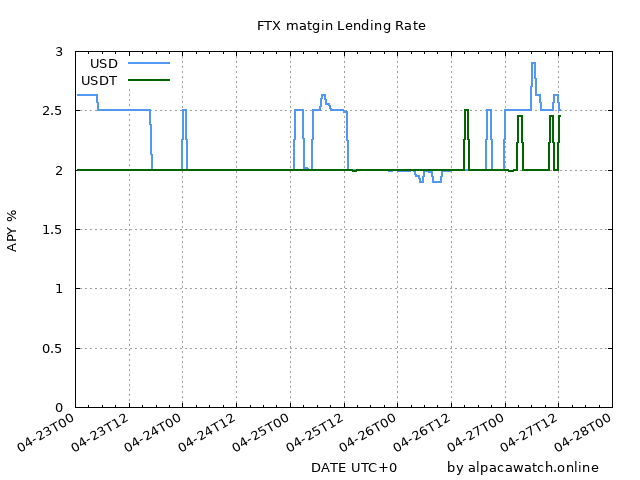 FTX matgin Lending Rate
USD
USDT
3
2.5
2
1.5
1
0.5
0
APY %
04-23T00
04-23T12
04-24T00
04-24T12
04-25T00
04-25T12
04-26T00
04-26T12
04-27T00
04-27T12
04-28T00
DATE UTC+0
by alpacawatch.online